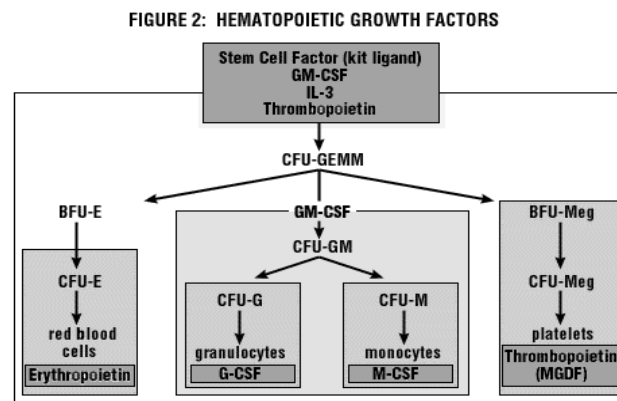 FIGURE 2: HEMATOPOIETIC GROWTH FACTORS
Stem Cell Factor (kit ligand)
GM-CSF
IL-3
Thrombopoietin
CFU-GEMM
BFU-E
GM-CSF
BFU-Meg
CFU-GM
CFU-E
CFU-G
CFU-M
CFU-Meg
red blood
cells
granulocytes
monocytes
platelets
Erythropoietin
G-CSF
M-CSF
Thrombopoietin
(MGDF)